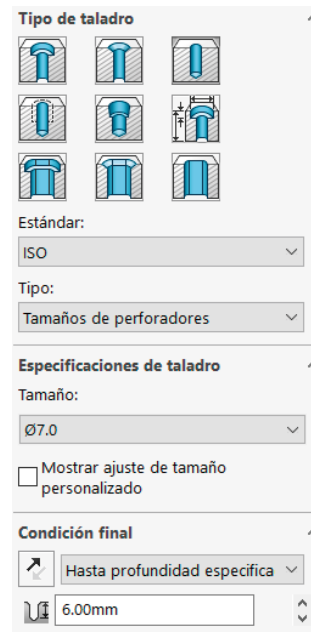 Tipo de taladro
Estándar:
ISO
Tipo:
Tamaños de perforadores
Especificaciones de taladro
Tamaño:
Ø7.0
Mostrar ajuste de tamaño
personalizado
Condición final
Hasta profundidad especifica
6.00mm